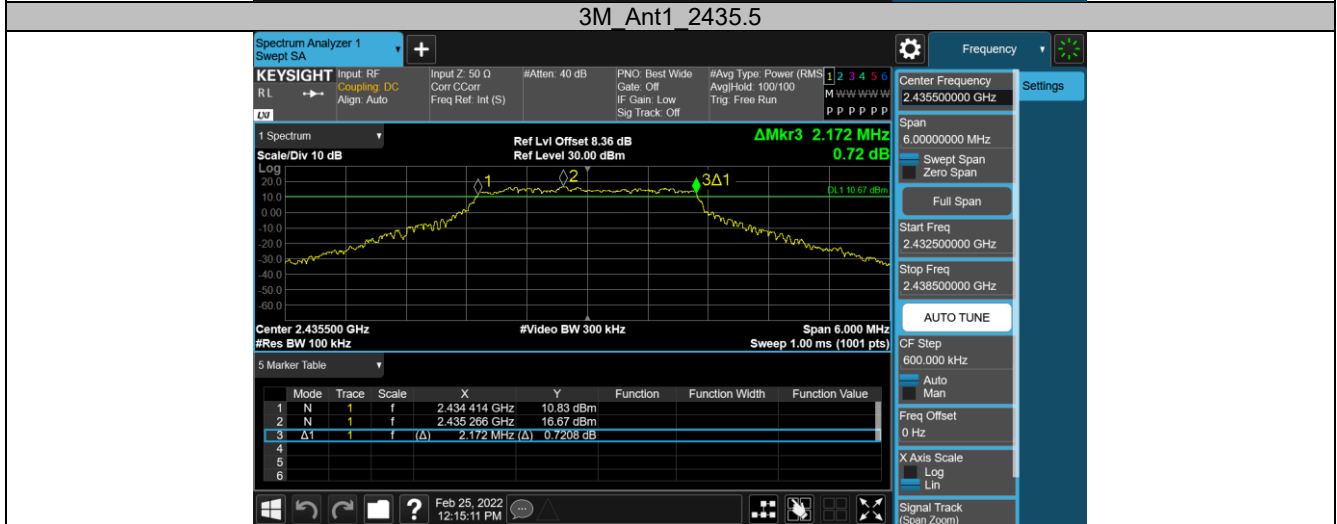 3M_Ant1_2435.5
Spectrum Analyzer 1
Swept SA
+
Frequency
KEYSIGHT
RL
LXI
Input: RF
Coupling: DC
Align: Auto
Input Z: 50 Ω
Corr CCorr
Freq Ref: Int (S)
#Atten: 40 dB
PNO: Best Wide
Gate: Off
IF Gain: Low
Sig Track: Off
#Avg Type: Power (RMS
Avg|Hold: 100/100
Trig: Free Run
1 2 3 4 5 6
M W W W W W
P P P P P P
1 Spectrum
Scale/Div 10 dB
Ref Lvl Offset 8.36 dB
Ref Level 30.00 dBm
ΔMkr3 2.172 MHz
0.72 dB
Log
20.0
10.0
0.00
-10.0
-20.0
-30.0
-40.0
-50.0
-60.0
1
2
3Δ1
DL1 10.67 dBm
Center 2.435500 GHz
#Video BW 300 kHz
Span 6.000 MHz
#Res BW 100 kHz
Sweep 1.00 ms (1001 pts)
5 Marker Table
Mode Trace Scale X Y Function Function Width Function Value
1 N 1 f 2.434 414 GHz 10.83 dBm
2 N 1 f 2.435 266 GHz 16.67 dBm
3 Δ1 1 f (Δ) 2.172 MHz (Δ) 0.7208 dB
4
5
6
?
Feb 25, 2022
12:15:11 PM
Center Frequency
2.435500000 GHz
Settings
Span
6.00000000 MHz
Swept Span
Zero Span
Full Span
Start Freq
2.432500000 GHz
Stop Freq
2.438500000 GHz
AUTO TUNE
CF Step
600.000 kHz
Auto
Man
Freq Offset
0 Hz
X Axis Scale
Log
Lin
Signal Track
(Span Zoom)